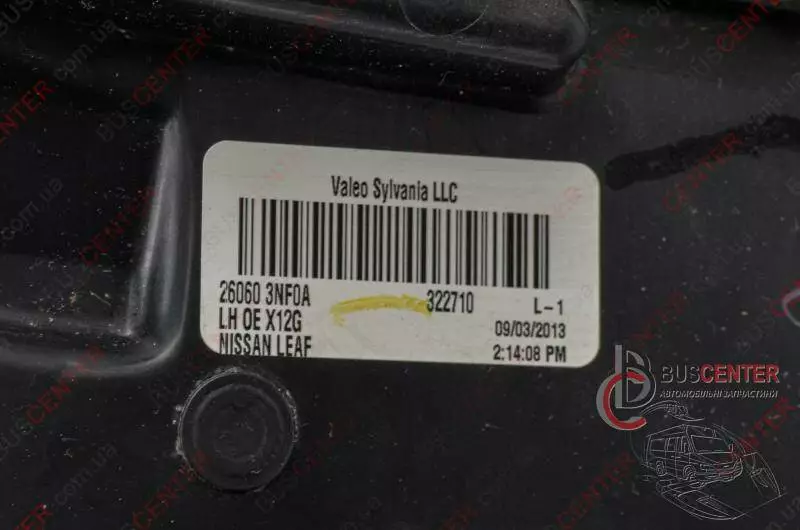 Valeo Sylvania LLC
26060 3NF0A 322710 L-1
LH OE X12G 09/03/2013
NISSAN LEAF 2:14:08 PM
BUSCENTER
АВТОМОБІЛЬНІ ЗАПЧАСТИНИ